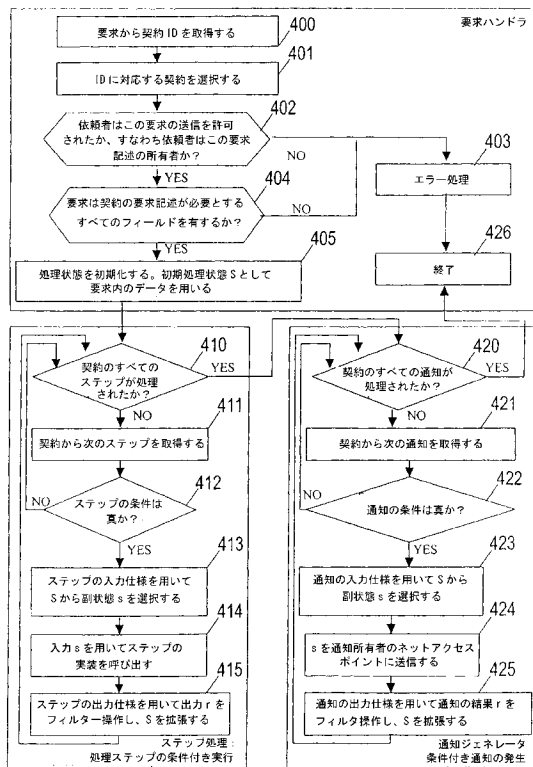 要求ハンドラ
要求から契約 ID を取得する
400
401
ID に対応する契約を選択する
402
依頼者はこの要求の送信を許可
されたか、すなわち依頼者はこの要求
記述の所有者か？
NO
403
エラー処理
YES
404
要求は契約の要求記述が必要とする
すべてのフィールドを有するか？
NO
YES
405
426
終了
処理状態を初期化する。初期処理状態 S として
要求内のデータを用いる
410
契約のすべての
ステップが処理
されたか？
YES
NO
411
契約から次のステップを取得する
412
NO
ステップの条件は
真か？
YES
413
ステップの入力仕様を用いて
S から副状態 s を選択する
414
入力 s を用いてステップの
実装を呼び出す
415
ステップの出力仕様を用いて出力 r を
フィルター操作し、S を拡張する
ステップ処理：
処理ステップの条件付き実行
420
契約のすべての通知が
処理されたか？
YES
NO
421
契約から次の通知を取得する
422
NO
通知の条件は真か？
YES
423
通知の入力仕様を用いて S から
副状態 s を選択する
424
s を通知所有者のネットアクセス
ポイントに送信する
425
通知の出力仕様を用いて通知の結果 r を
フィルタ操作し、S を拡張する
通知ジェネレータ
条件付き通知の発生